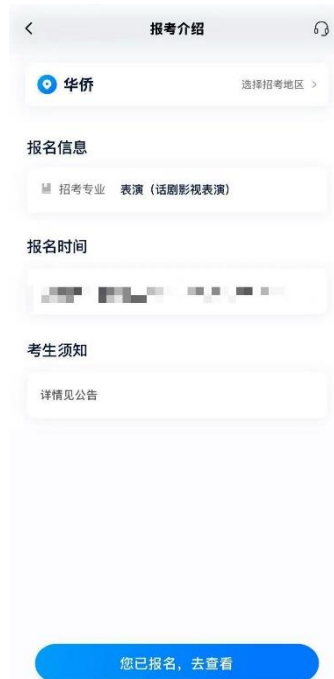 报考介绍
华侨 选择招考地区 >
报名信息
招考专业 表演（话剧影视表演）
报名时间
考生须知
详情见公告
您已报名，去查看